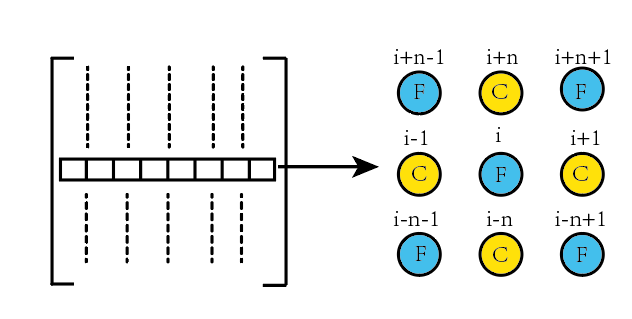 i+n-1 i+n i+n+1
F C F
i-1 i i+1
C F C
i-n-1 i-n i-n+1
F C F